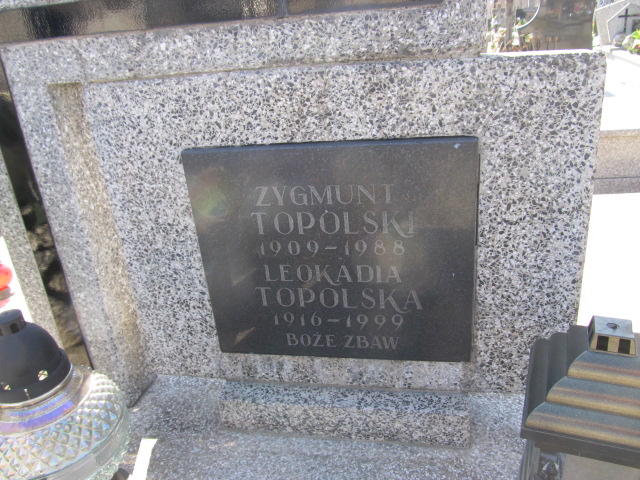 ZYGMUNT
TOPOLSKI
1909-1988
LEOKADIA
TOPOLSKA
1916-1999
BOŻE ZBAW